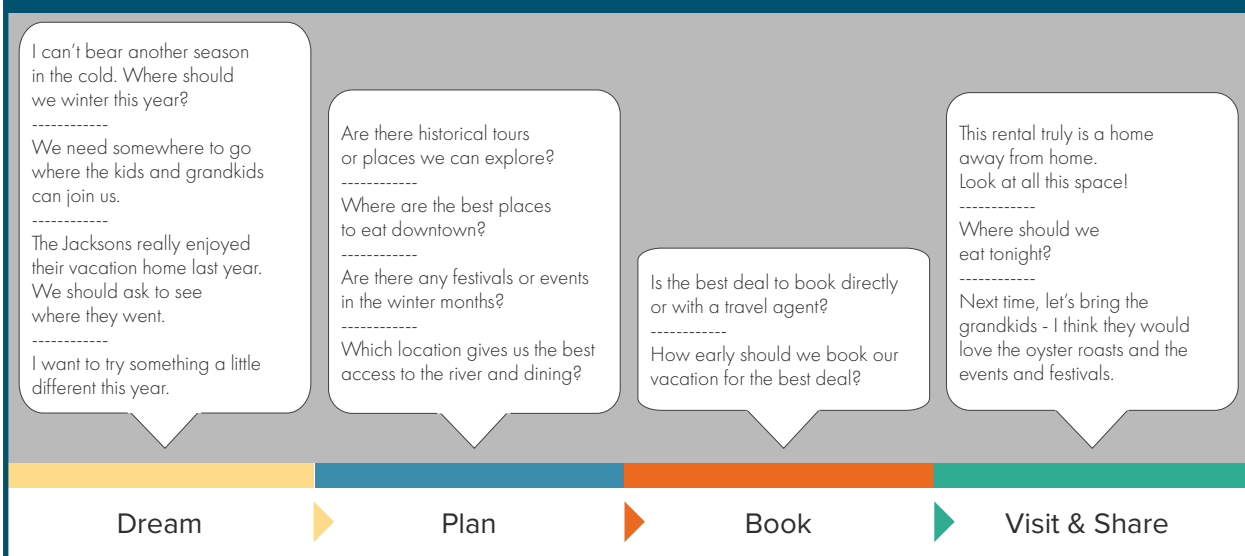 I can't bear another season
in the cold. Where should
we winter this year?
------------
We need somewhere to go
where the kids and grandkids
can join us.
------------
The Jacksons really enjoyed
their vacation home last year.
We should ask to see
where they went.
------------
I want to try something a little
different this year.
Are there historical tours
or places we can explore?
------------
Where are the best places
to eat downtown?
------------
Are there any festivals or events
in the winter months?
------------
Which location gives us the best
access to the river and dining?
Is the best deal to book directly
or with a travel agent?
------------
How early should we book our
vacation for the best deal?
This rental truly is a home
away from home.
Look at all this space!
------------
Where should we
eat tonight?
------------
Next time, let's bring the
grandkids - I think they would
love the oyster roasts and the
events and festivals.
Dream
Plan
Book
Visit & Share